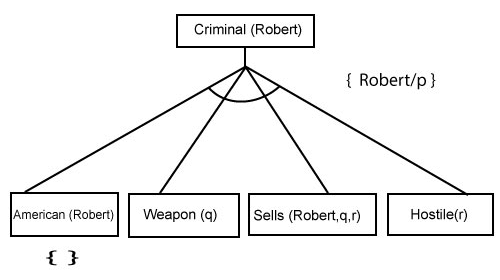 Criminal (Robert)
{ Robert/p }
American (Robert)
Weapon (q)
Sells (Robert,q,r)
Hostile(r)
{ }